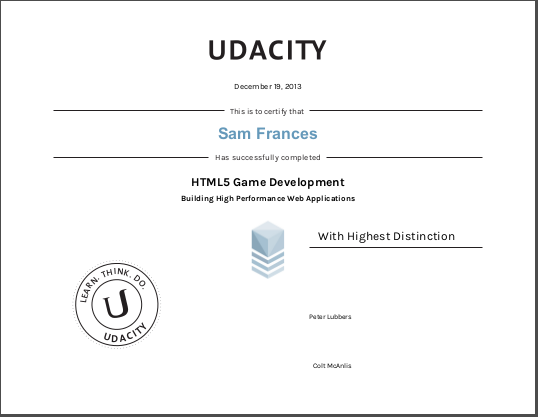 UDACITY
December 19, 2013
This is to certify that
Sam Frances
Has successfully completed
HTML5 Game Development
Building High Performance Web Applications
With Highest Distinction
LEARN. THINK. DO.
U
UDACITY
Peter Lubbers
Colt McAnlis